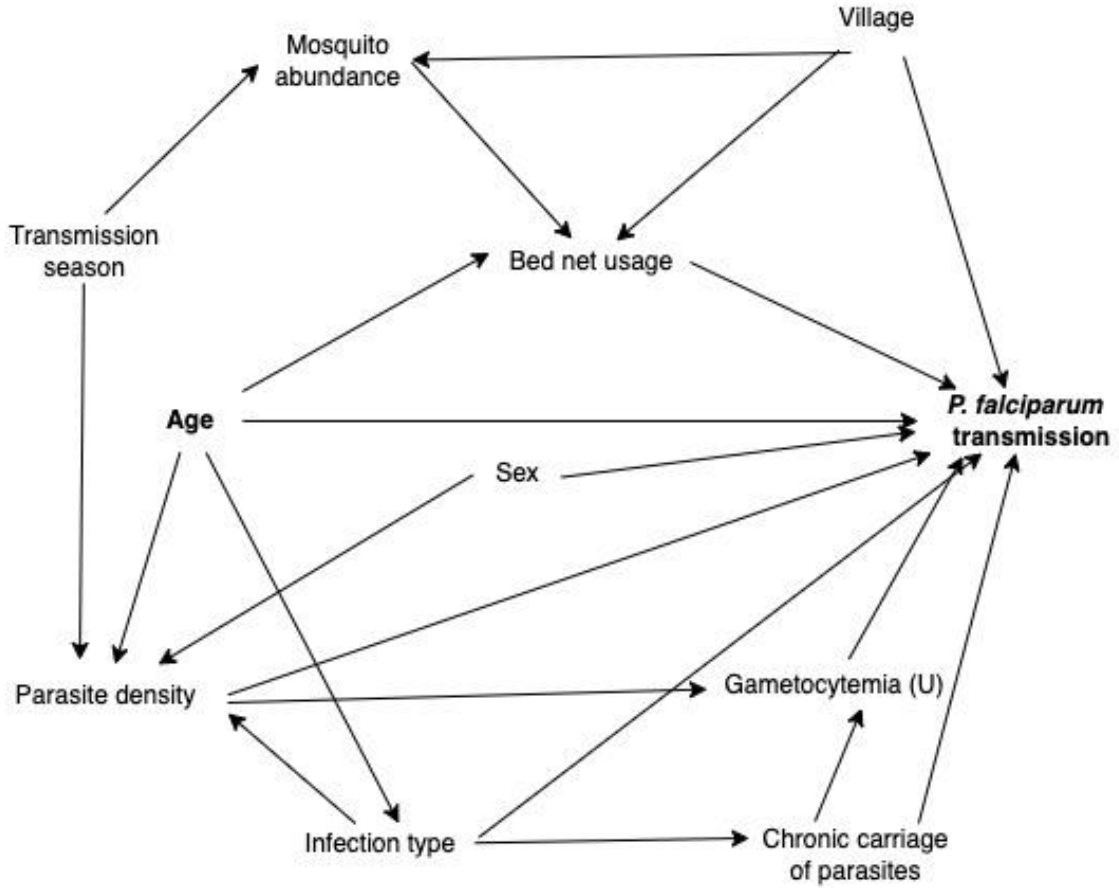 Village
Mosquito
abundance
Transmission
season
Bed net usage
Age
P. falciparum
transmission
Sex
Parasite density
Gametocytemia (U)
Infection type
Chronic carriage
of parasites